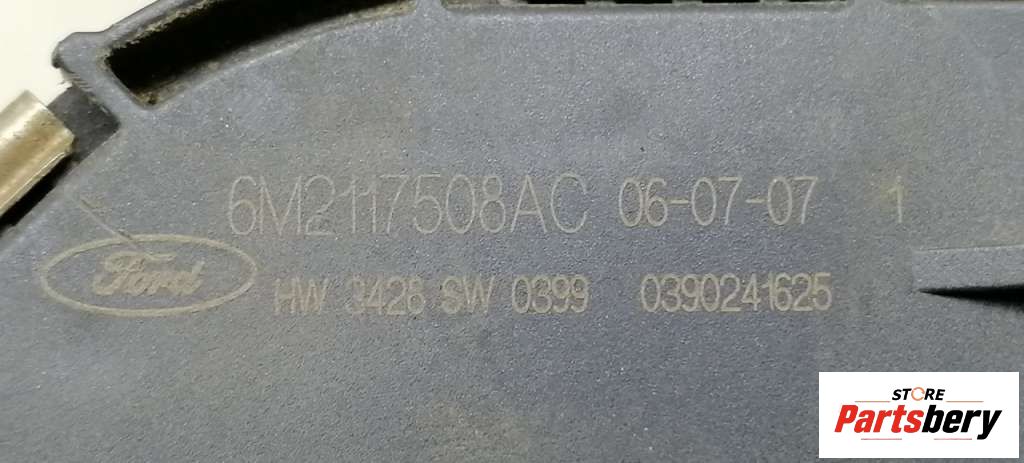 6M2117508AC 06-07-07 1
Ford
HW 3428 SW 0399 0390241625
STORE
Partsbery